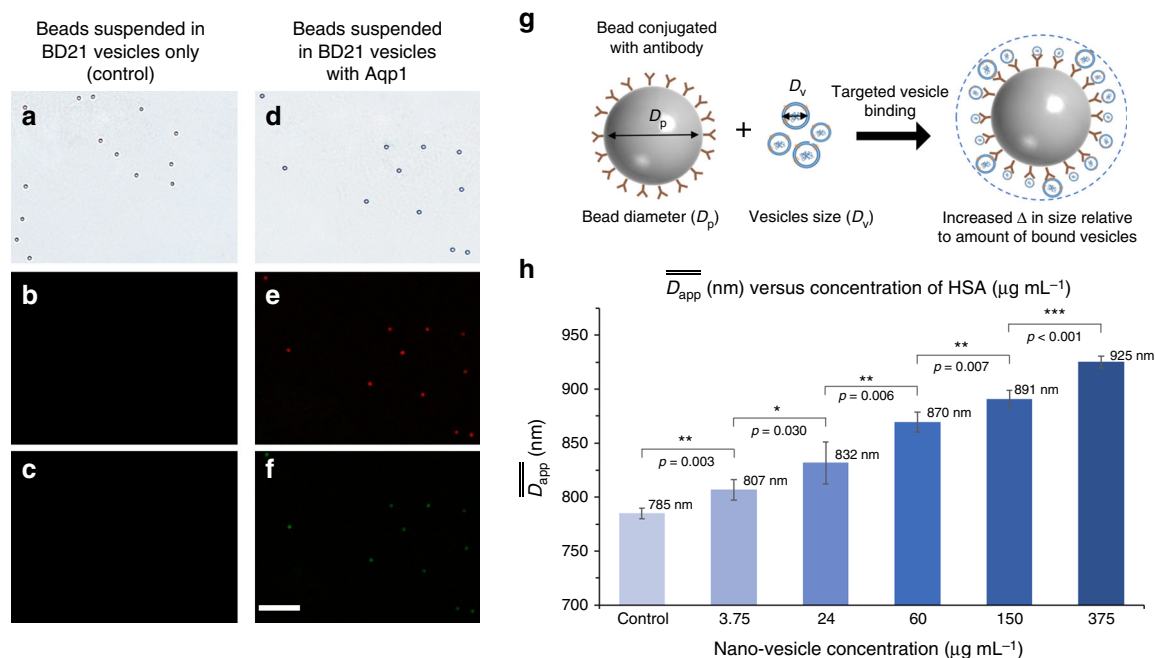 Beads suspended in
BD21 vesicles only
(control)
Beads suspended
in BD21 vesicles
with Aqp1
a
d
b
e
c
f
g
Bead conjugated
with antibody
Dp
+
Dv
Targeted vesicle
binding
Bead diameter (Dp)
Vesicles size (Dv)
Increased Δ in size relative
to amount of bound vesicles
h
Dapp (nm) versus concentration of HSA (μg mL–1)
Dapp (nm)
950
900
850
800
750
700
785 nm
807 nm
832 nm
870 nm
891 nm
925 nm
**
p = 0.003
*
p = 0.030
**
p = 0.006
**
p = 0.007
***
p < 0.001
Control
3.75
24
60
150
375
Nano-vesicle concentration (μg mL–1)